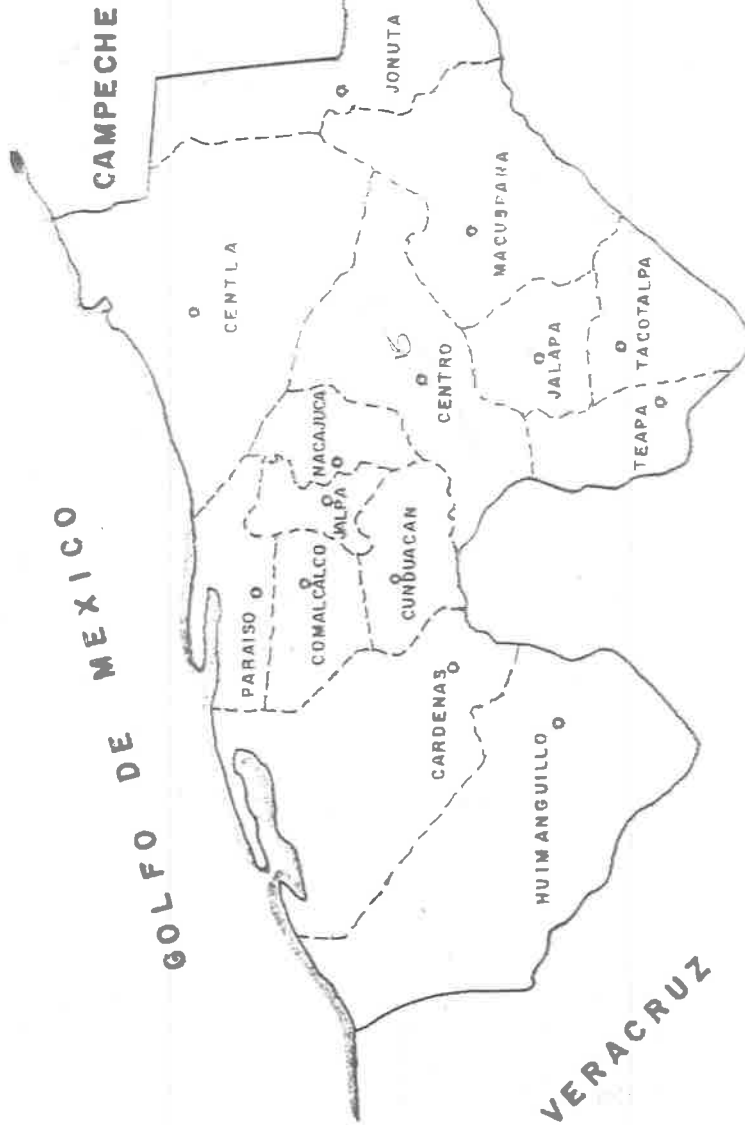 CAMPECHE
GOLFO DE MEXICO
JONUTA
CENTLA
MACUSPANA
NACAJUCA
CENTRO
JALAPA
TACOTALPA
TEAPA
JALPA
PARAISO
COMALCALCO
CUNDUACAN
CARDENAS
HUIMANGUILLO
VERACRUZ